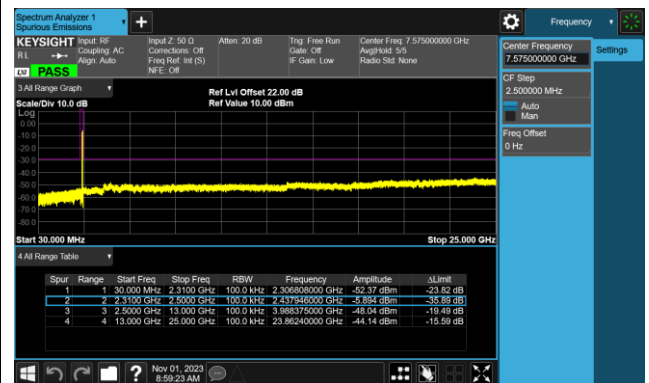 Spectrum Analyzer 1
Spurious Emissions
+
Frequency
KEYSIGHT
RL
Input: RF
Coupling: AC
Align: Auto
Input Z: 50 Ω
Corrections: Off
Freq Ref: Int (S)
NFE: Off
Atten: 20 dB
Trig: Free Run
Gate: Off
IF Gain: Low
Center Freq: 7.575000000 GHz
Avg|Hold: 5/5
Radio Std: None
LXI
PASS
Center Frequency
7.575000000 GHz
Settings
CF Step
2.500000 MHz
Auto
Man
Freq Offset
0 Hz
3 All Range Graph
Scale/Div 10.0 dB
Ref Lvl Offset 22.00 dB
Ref Value 10.00 dBm
Log
0.00
-10.0
-20.0
-30.0
-40.0
-50.0
-60.0
-70.0
-80.0
Start 30.000 MHz
Stop 25.000 GHz
4 All Range Table
Spur Range Start Freq Stop Freq RBW Frequency Amplitude ΔLimit
1 1 30.000 MHz 2.3100 GHz 100.0 kHz 2.306808000 GHz -52.37 dBm -23.82 dB
2 2 2.3100 GHz 2.5000 GHz 100.0 kHz 2.437946000 GHz -5.894 dBm -35.89 dB
3 3 2.5000 GHz 13.000 GHz 100.0 kHz 3.988375000 GHz -48.04 dBm -19.49 dB
4 4 13.000 GHz 25.000 GHz 100.0 kHz 23.86240000 GHz -44.14 dBm -15.59 dB
?
Nov 01, 2023
8:59:23 AM